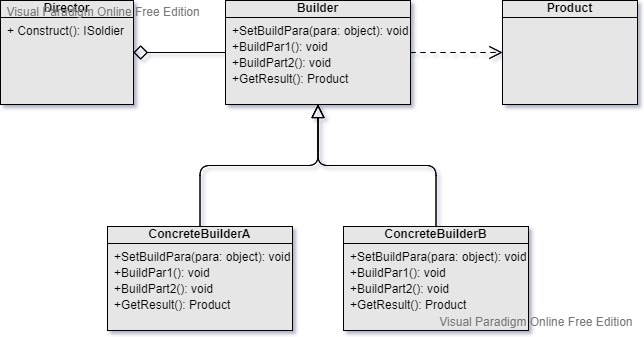 Director
Visual Paradigm Online Free Edition
+ Construct(): ISoldier
Builder
+SetBuildPara(para: object): void
+BuildPar1(): void
+BuildPart2(): void
+GetResult(): Product
Product
ConcreteBuilderA
+SetBuildPara(para: object): void
+BuildPar1(): void
+BuildPart2(): void
+GetResult(): Product
ConcreteBuilderB
+SetBuildPara(para: object): void
+BuildPar1(): void
+BuildPart2(): void
+GetResult(): Product
Visual Paradigm Online Free Edition